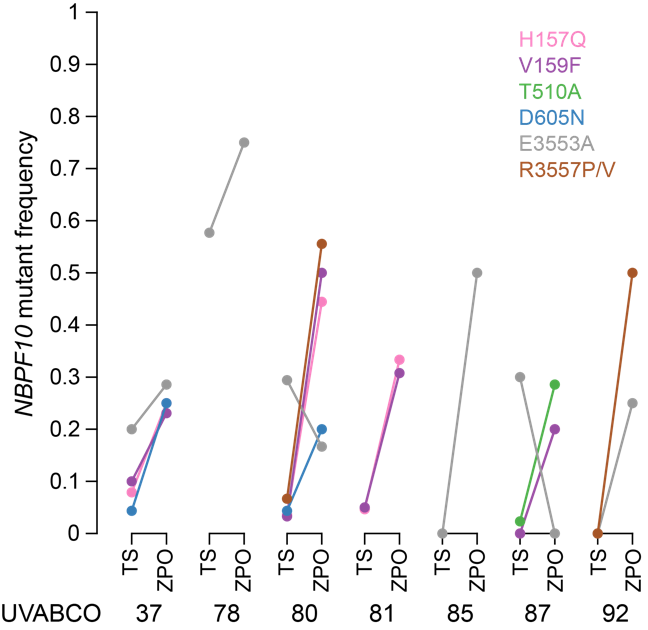 NBPF10 mutant frequency
1
0.9
0.8
0.7
0.6
0.5
0.4
0.3
0.2
0.1
0
H157Q
V159F
T510A
D605N
E3553A
R3557P/V
TS ZPO TS ZPO TS ZPO TS ZPO TS ZPO TS ZPO TS ZPO
UVABCO 37 78 80 81 85 87 92